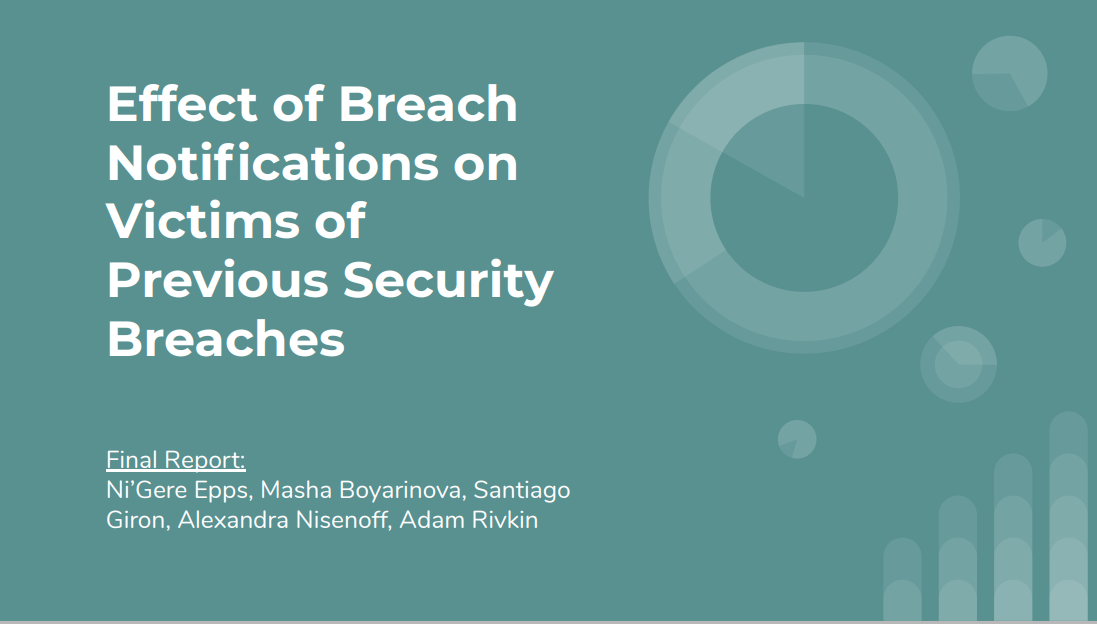 Effect of Breach
Notifications on
Victims of
Previous Security
Breaches
Final Report:
Ni’Gere Epps, Masha Boyarinova, Santiago
Giron, Alexandra Nisenoff, Adam Rivkin